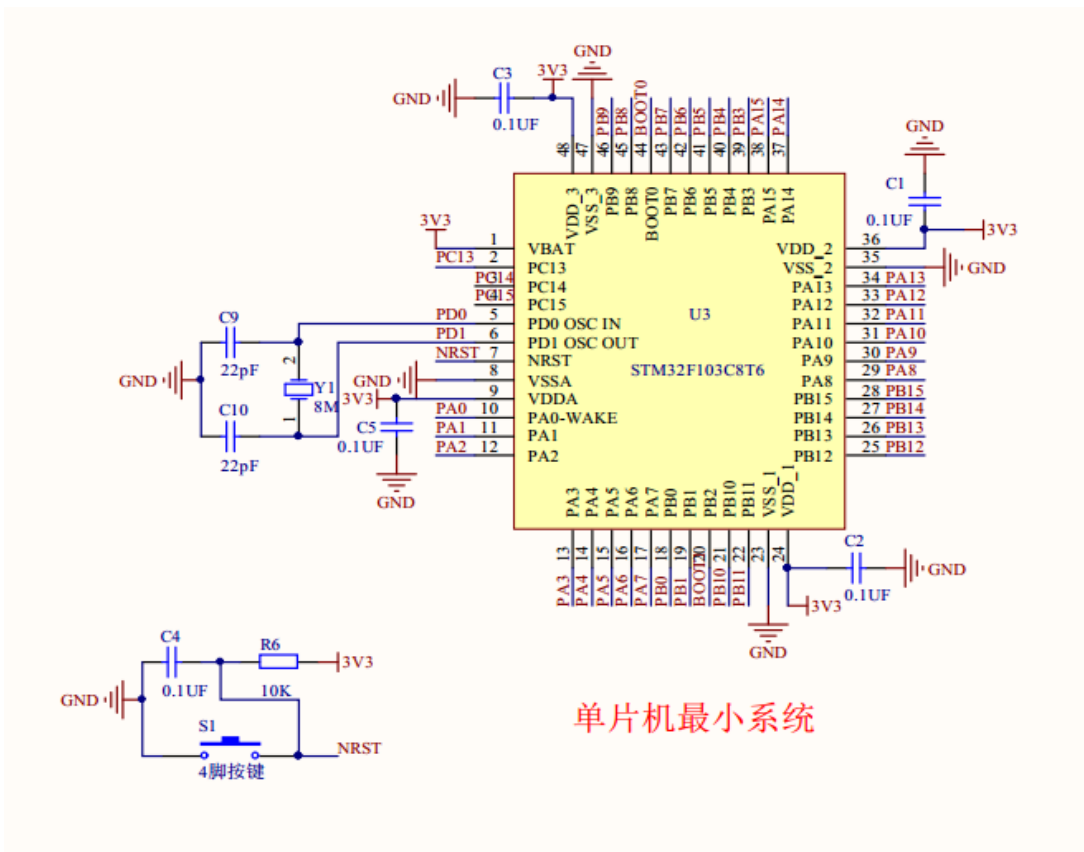 GND
C3
0.1UF
3V3
GND
48
47
46 PB9
45 PB8
44 BOOT0
43 PB7
42 PB6
41 PB5
40 PB4
39 PB3
38 PA15
37 PA14
VDD_3
VSS_3
PB9
PB8
BOOT0
PB7
PB6
PB5
PB4
PB3
PA15
PA14
GND
C1
0.1UF
3V3
3V3
1 VBAT
PC13 2 PC13
PC14 3 PC14
PC15 4 PC15
PD0 5 PD0 OSC IN
PD1 6 PD1 OSC OUT
NRST 7 NRST
GND 8 VSSA
3V3 9 VDDA
PA0 10 PA0-WAKE
PA1 11 PA1
PA2 12 PA2
U3
STM32F103C8T6
VDD_2 36
VSS_2 35 GND
PA13 34 PA13
PA12 33 PA12
PA11 32 PA11
PA10 31 PA10
PA9 30 PA9
PA8 29 PA8
PB15 28 PB15
PB14 27 PB14
PB13 26 PB13
PB12 25 PB12
C9
22pF
GND
2
Y1
8M
1
C10
22pF
C5
0.1UF
GND
PA3
PA4
PA5
PA6
PA7
PB0
PB1
PB2
PB10
PB11
VSS_1
VDD_1
PA3 13
PA4 14
PA5 15
PA6 16
PA7 17
PB0 18
PB1 19
20
PB10 21
PB11 22
23
24
C2
0.1UF
GND
3V3
GND
C4
0.1UF
R6
10K
3V3
GND
S1
4脚按键
NRST
单片机最小系统